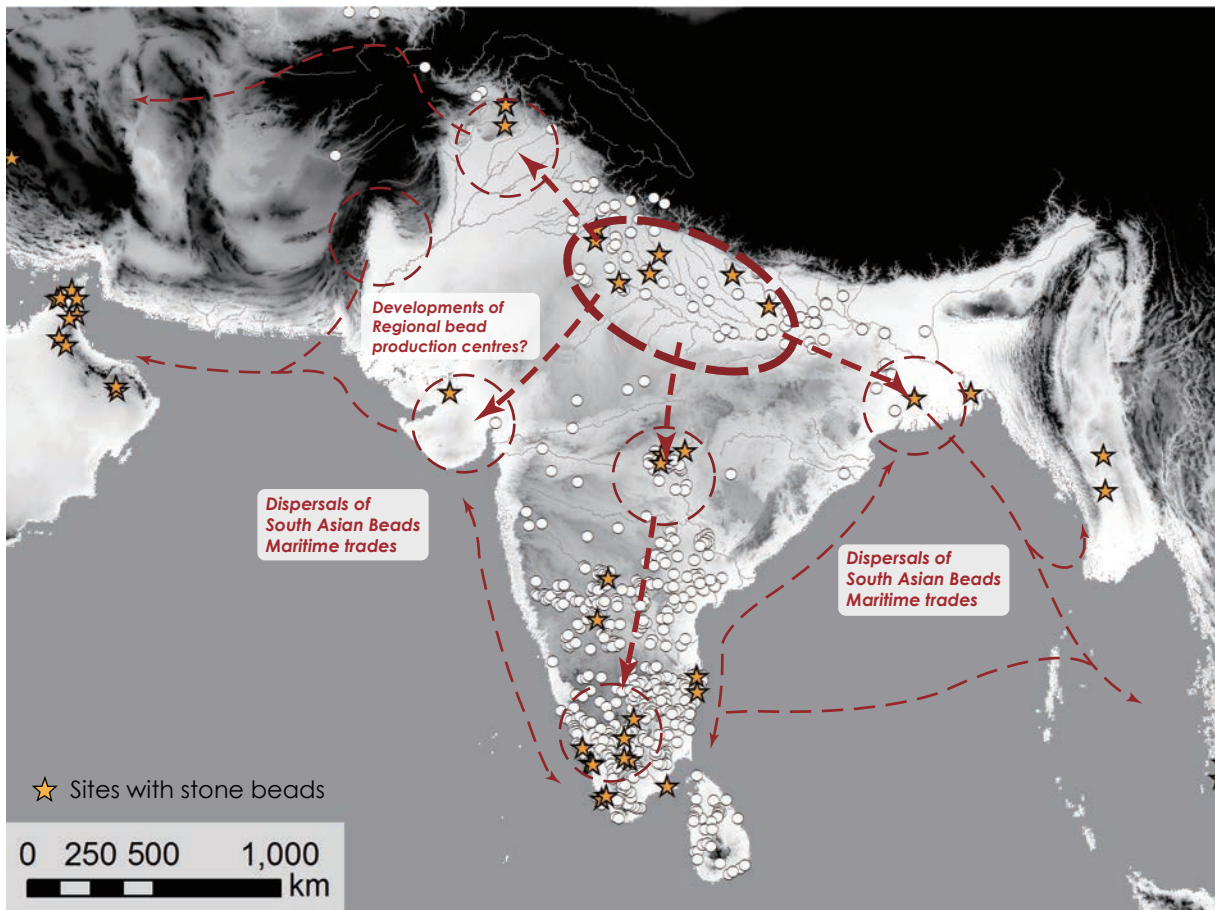 Developments of
Regional bead
production centres?
Dispersals of
South Asian Beads
Maritime trades
Dispersals of
South Asian Beads
Maritime trades
Sites with stone beads
0 250 500 1,000
km